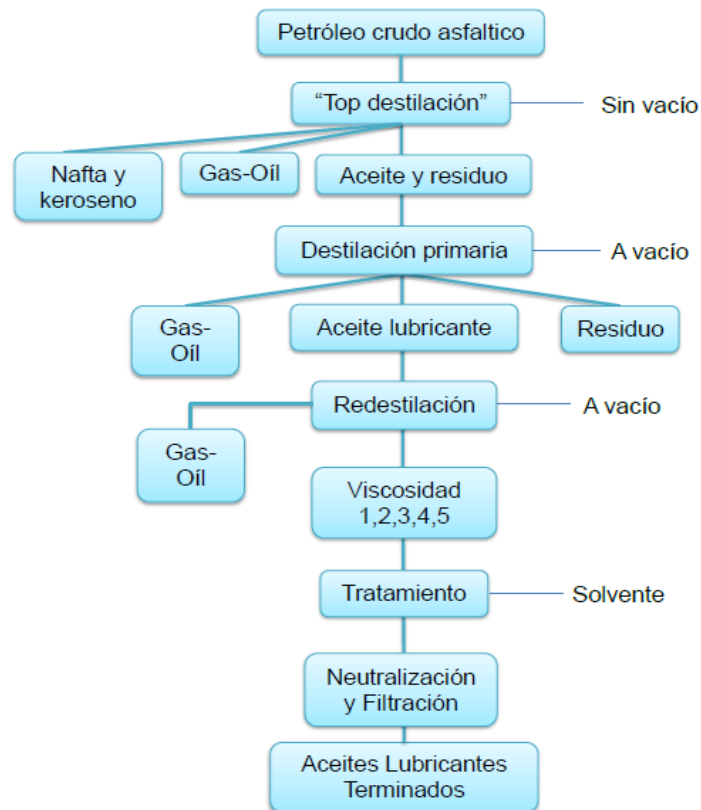 Petróleo crudo asfaltico
“Top destilación”
Sin vacío
Nafta y
keroseno
Gas-Oíl
Aceite y residuo
Destilación primaria
A vacío
Gas-
Oíl
Aceite lubricante
Residuo
Redestilación
A vacío
Gas-
Oíl
Viscosidad
1,2,3,4,5
Tratamiento
Solvente
Neutralización
y Filtración
Aceites Lubricantes
Terminados